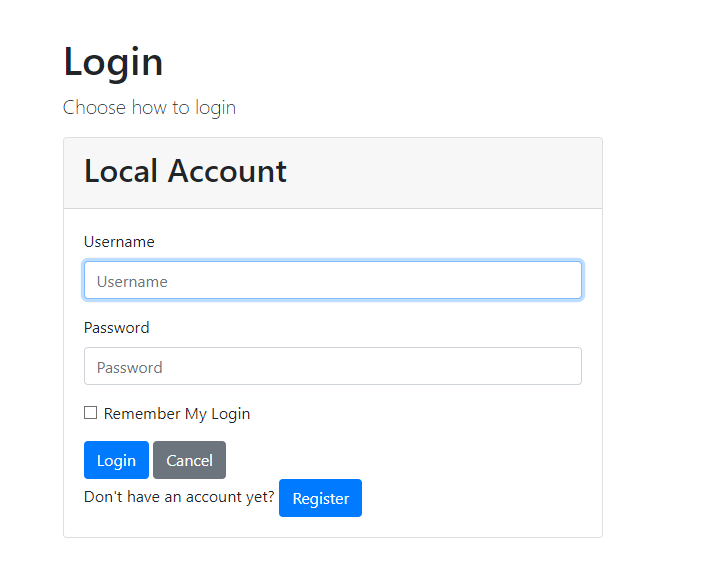 Login
Choose how to login
Local Account
Username
Username
Password
Password
Remember My Login
Login Cancel
Don't have an account yet? Register